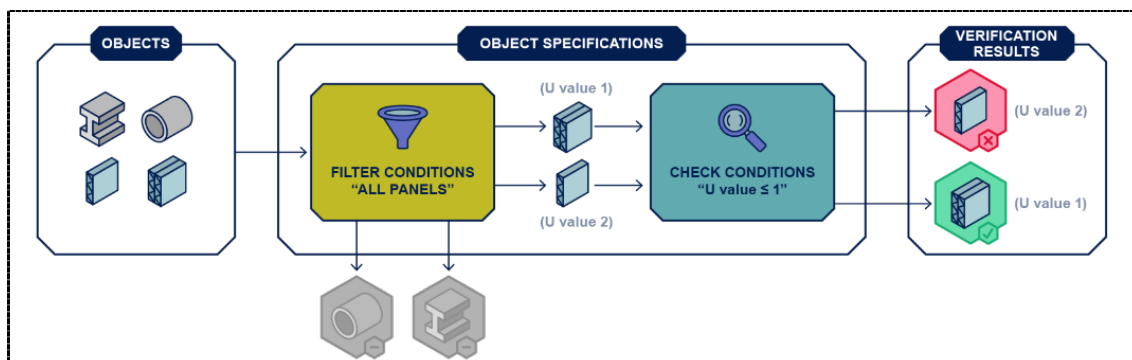 OBJECTS
OBJECT SPECIFICATIONS
VERIFICATION
RESULTS
(U value 1)
(U value 2)
FILTER CONDITIONS
“ALL PANELS”
CHECK CONDITIONS
“U value ≤ 1”
(U value 2)
(U value 1)